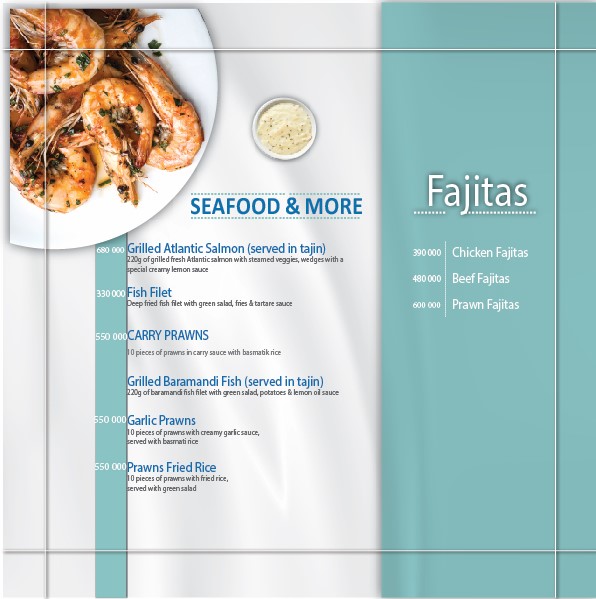 SEAFOOD & MORE
680 000 Grilled Atlantic Salmon (served in tajin)
220g of grilled fresh Atlantic salmon with steamed veggies, wedges with a
special creamy lemon sauce
330 000 Fish Filet
Deep fried fish filet with green salad, fries & tartare sauce
550 000 CARRY PRAWNS
10 pieces of prawns in carry sauce with basmatik rice
Grilled Baramandi Fish (served in tajin)
220g of baramandi fish filet with green salad, potatoes & lemon oil sauce
550 000 Garlic Prawns
10 pieces of prawns with creamy garlic sauce,
served with basmati rice
550 000 Prawns Fried Rice
10 pieces of prawns with fried rice,
served with green salad
Fajitas
390 000 Chicken Fajitas
480 000 Beef Fajitas
600 000 Prawn Fajitas